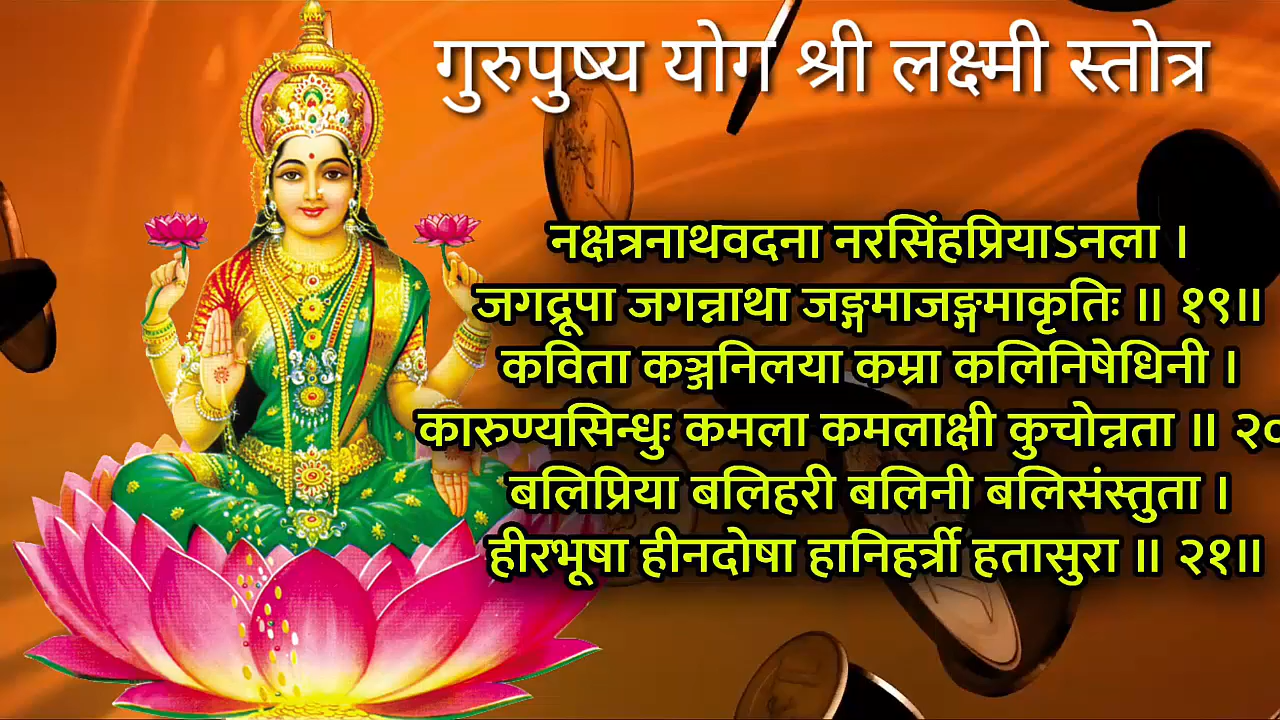 गुरुपुष्य योग श्री लक्ष्मी स्तोत्र
नक्षत्रनाथवदना नरसिंहप्रियाऽनला ।
जगद्रूपा जगन्नाथा जङ्गमाजङ्गमाकृतिः ॥ १९॥
कविता कञ्जनिलया कम्रा कलिनिषेधिनी ।
कारुण्यसिन्धुः कमला कमलाक्षी कुचोन्नता ॥ २०
बलिप्रिया बलिहरी बलिनी बलिसंस्तुता ।
हीरभूषा हीनदोषा हानिहर्त्री हतासुरा ॥ २१॥